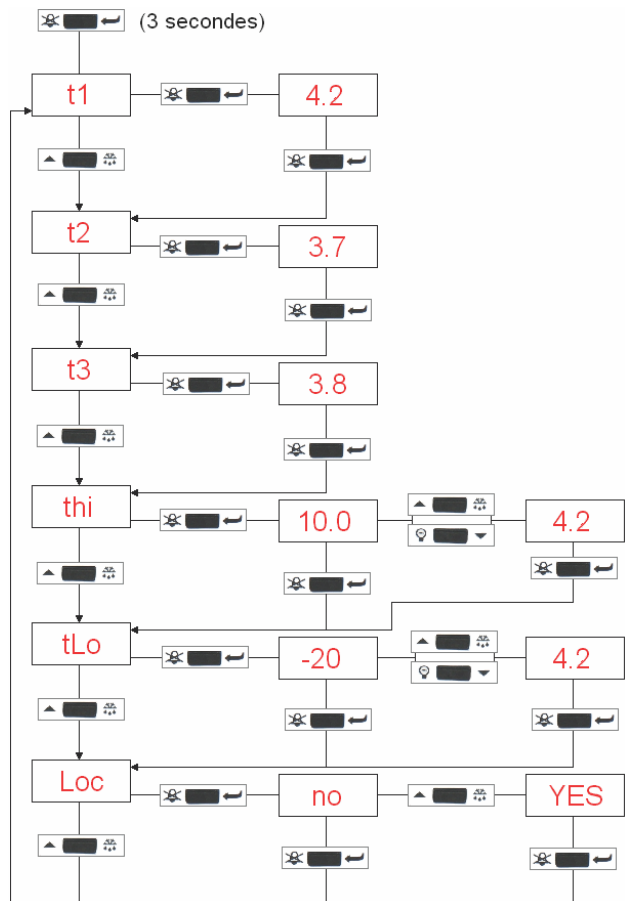 (3 secondes)
t1
4.2
t2
3.7
t3
3.8
thi
10.0
4.2
tLo
-20
4.2
Loc
no
YES